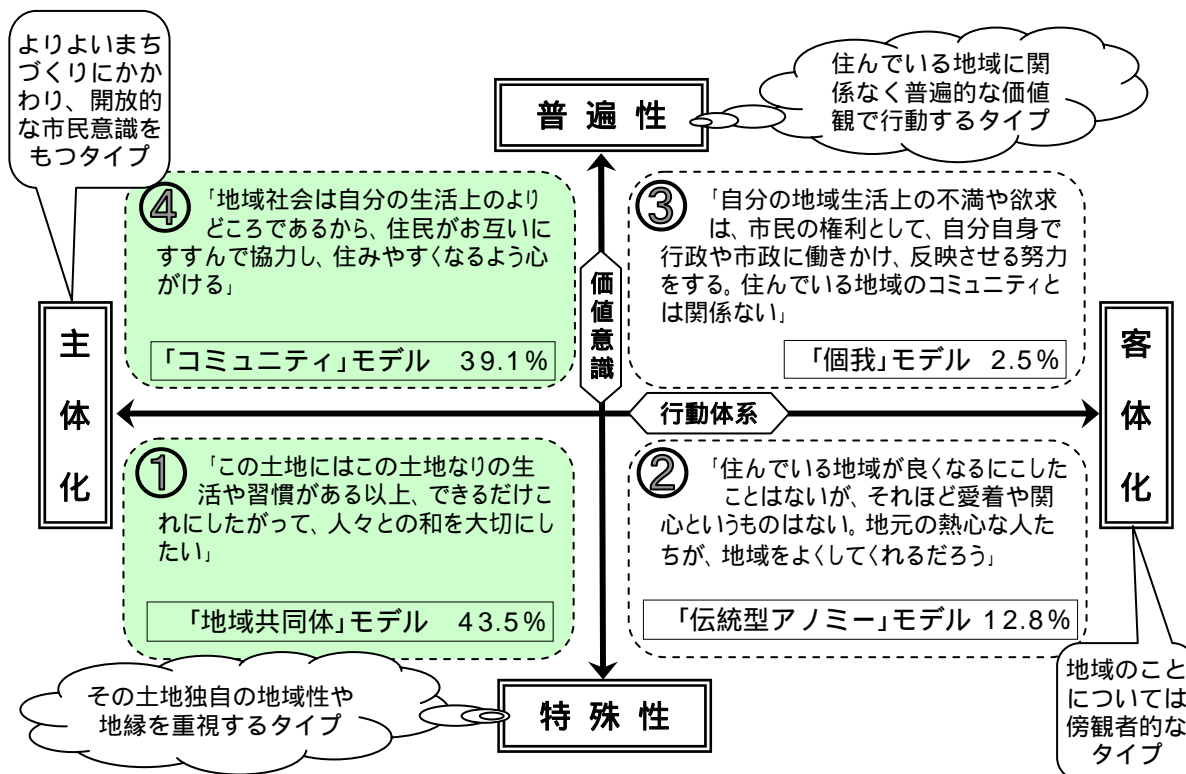 よりよいまち
づくりにかか
わり、開放的
な市民意識を
もつタイプ
普遍性
住んでいる地域に関
係なく普遍的な価値
観で行動するタイプ
④「地域社会は自分の生活上のより
どころであるから、住民がお互いに
すすんで協力し、住みやすくなるよう心
がける」
「コミュニティ」モデル 39.1%
③「自分の地域生活上の不満や欲求
は、市民の権利として、自分自身で
行政や市政に働きかけ、反映させる努力
をする。住んでいる地域のコミュニティと
は関係ない」
「個我」モデル 2.5%
価値意識
主体化
行動体系
客体化
①「この土地にはこの土地なりの生
活や習慣がある以上、できるだけこ
れにしたがって、人々との和を大切にし
たい」
「地域共同体」モデル 43.5%
②「住んでいる地域が良くなるにこした
ことはないが、それほど愛着や関
心というものはない。地元の熱心な人た
ちが、地域をよくしてくれるだろう」
「伝統型アノミー」モデル 12.8%
その土地独自の地域性や
地縁を重視するタイプ
特殊性
地域のこと
については
傍観者的な
タイプ